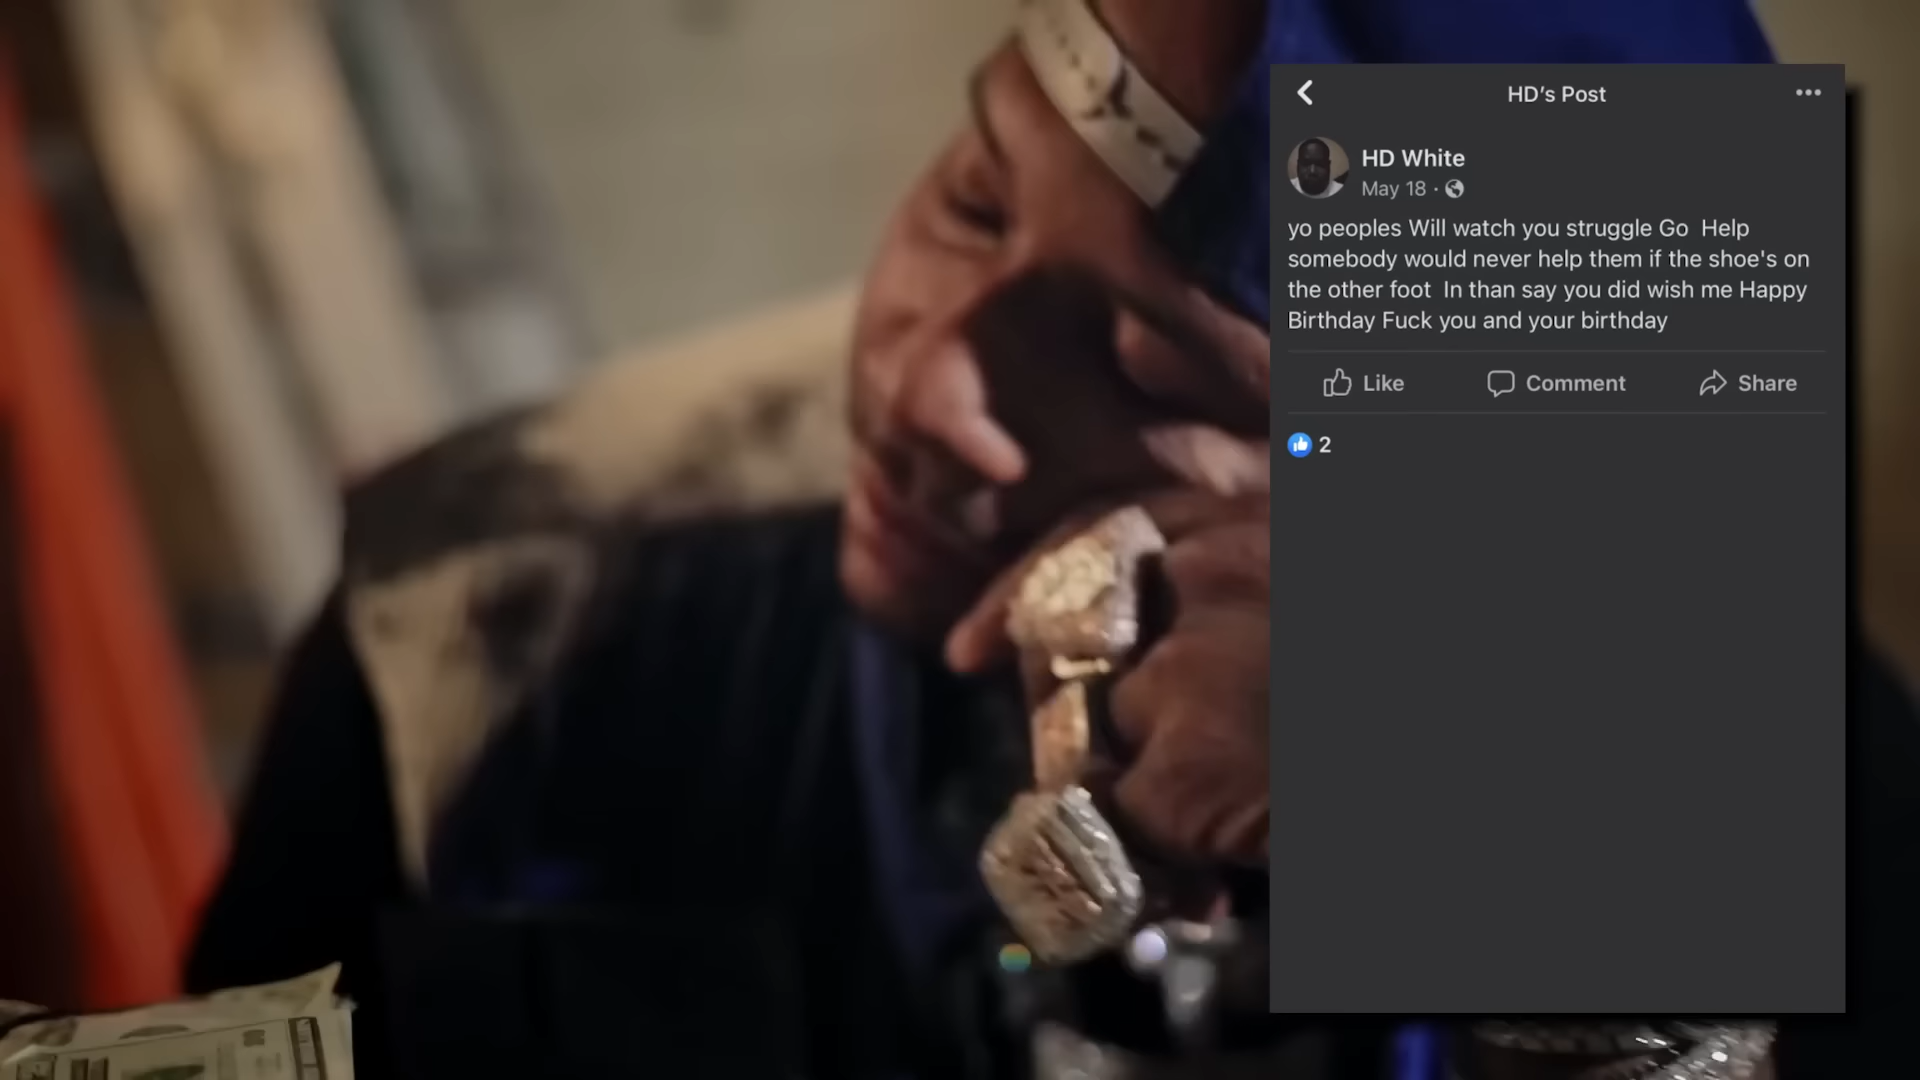 HD’s Post
HD White
May 18 ·
yo peoples Will watch you struggle Go  Help
somebody would never help them if the shoe's on
the other foot  In than say you did wish me Happy
Birthday Fuck you and your birthday
Like
Comment
Share
2